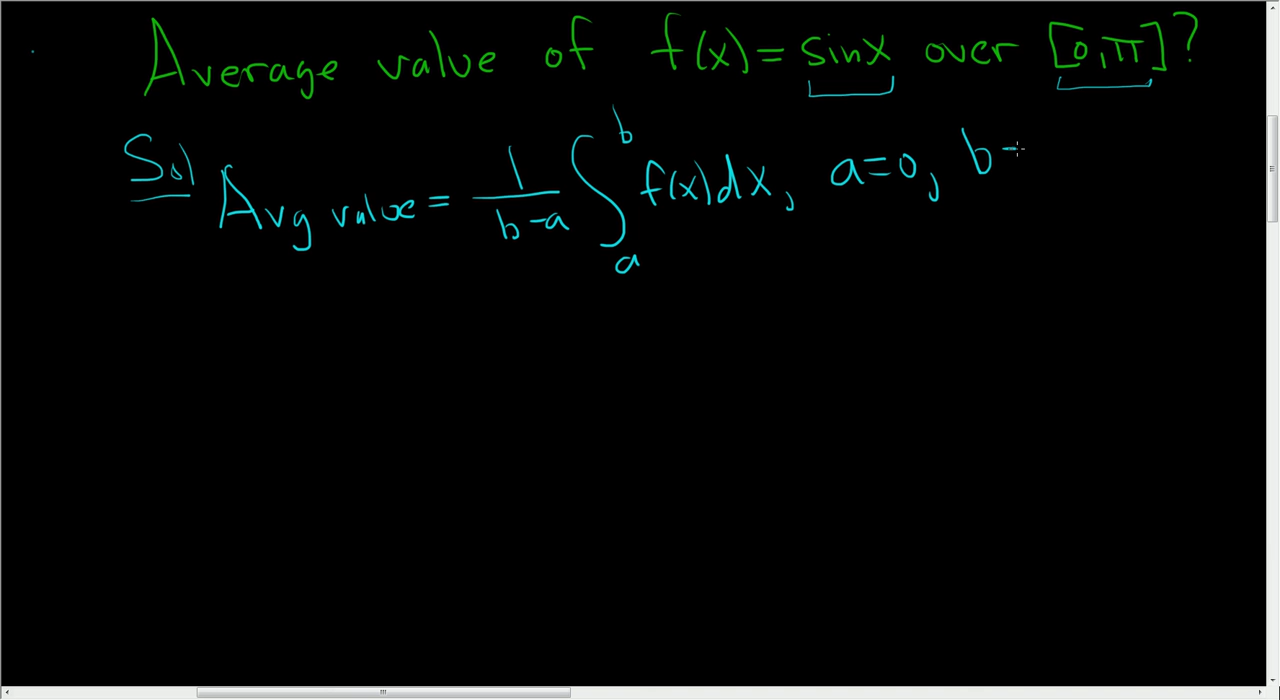 Average value of f(x) = sinx over [0,π]?
Sol Avg value = 1/(b-a) ∫_a^b f(x)dx, a=0, b-